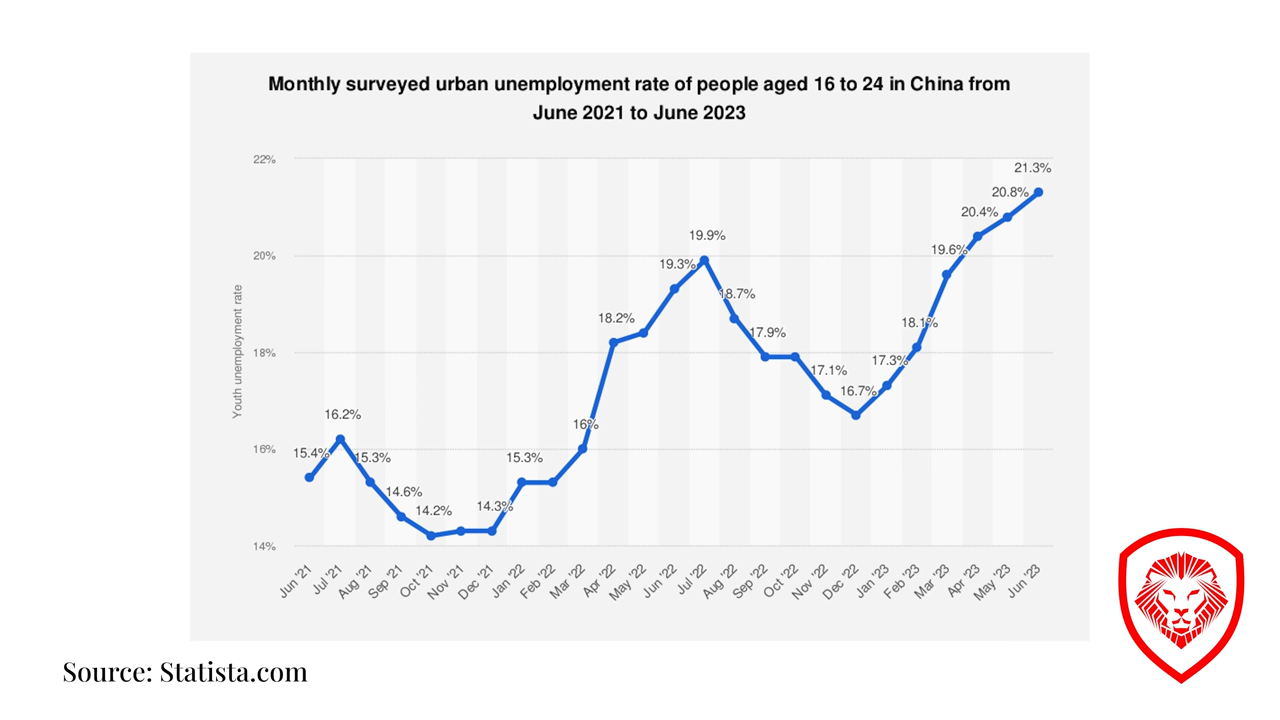 Monthly surveyed urban unemployment rate of people aged 16 to 24 in China from
June 2021 to June 2023
22%
20%
18%
16%
14%
Youth unemployment rate
15.4%
16.2%
15.3%
14.6%
14.2%
14.3%
15.3%
16%
18.2%
19.3%
19.9%
18.7%
17.9%
17.1%
16.7%
17.3%
18.1%
19.6%
20.4%
20.8%
21.3%
Jun '21
Jul '21
Aug '21
Sep '21
Oct '21
Nov '21
Dec '21
Jan '22
Feb '22
Mar '22
Apr '22
May '22
Jun '22
Jul '22
Aug '22
Sep '22
Oct '22
Nov '22
Dec '22
Jan '23
Feb '23
Mar '23
Apr '23
May '23
Jun '23
Source: Statista.com